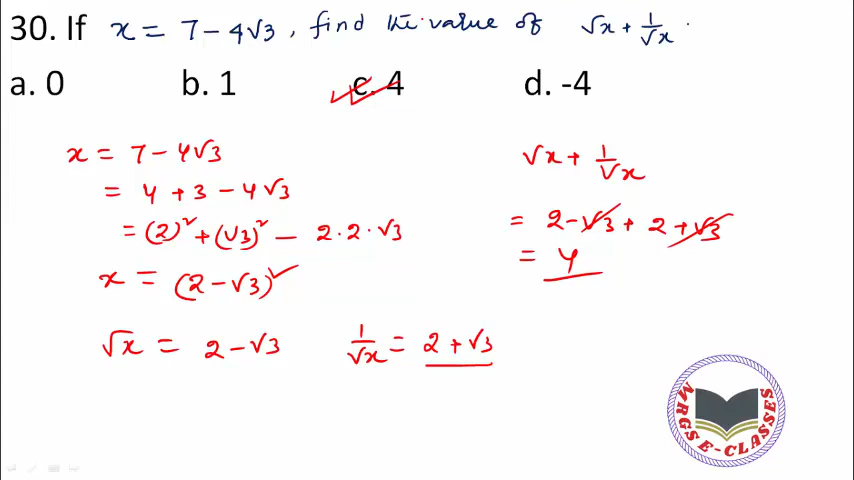 30. If x = 7 - 4√3, find the value of √x + 1/√x.
a. 0 b. 1 c. 4 d. -4
x = 7 - 4√3
= 4 + 3 - 4√3
= (2)² + (√3)² - 2·2·√3
x = (2 - √3)²
√x = 2 - √3 1/√x = 2 + √3
√x + 1/√x
= 2 - √3 + 2 + √3
= 4
MRGS E-CLASSES